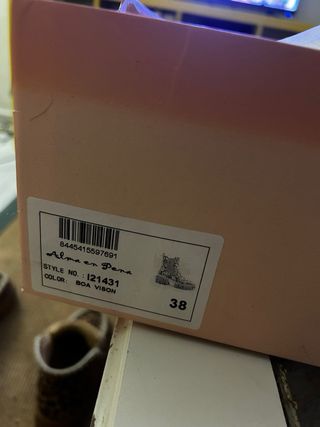 8445415597691
Alma en Pena
STYLE NO. : I21431
COLOR: BOA VISON
38